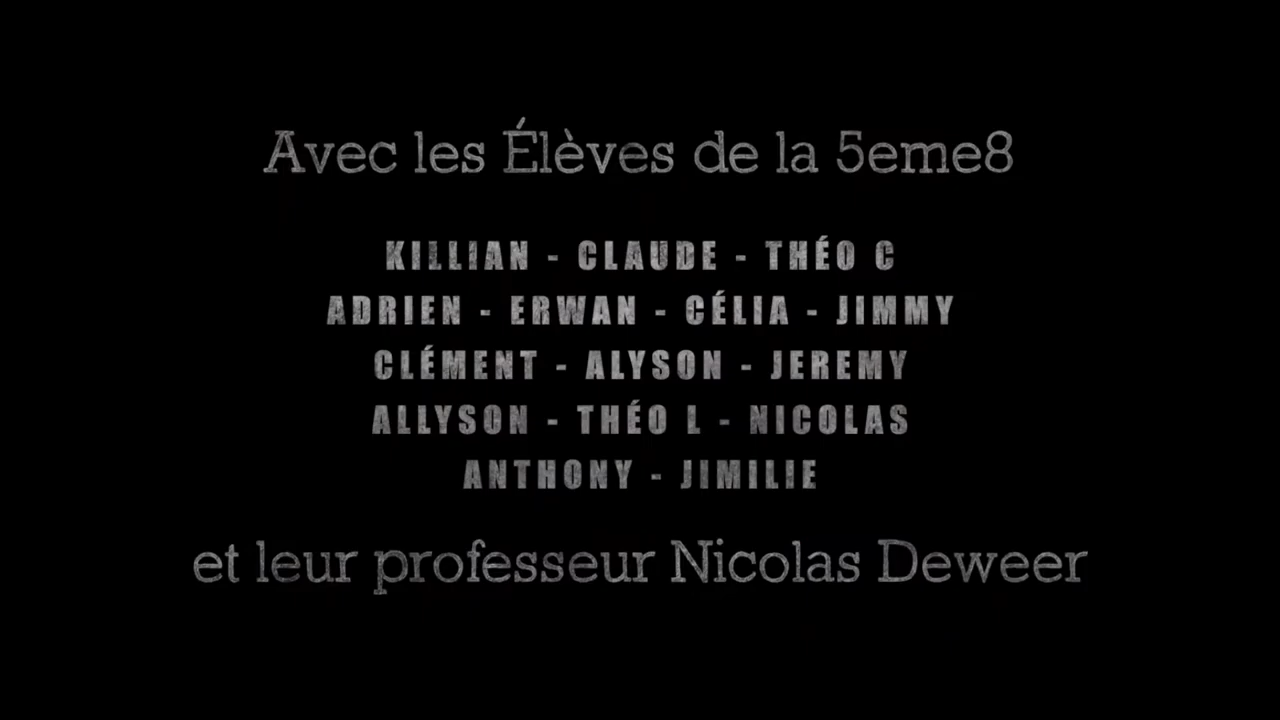 Avec les Élèves de la 5eme8
KILLIAN - CLAUDE - THÉO C
ADRIEN - ERWAN - CÉLIA - JIMMY
CLÉMENT - ALYSON - JEREMY
ALLYSON - THÉO L - NICOLAS
ANTHONY - JIMILIE
et leur professeur Nicolas Deweer